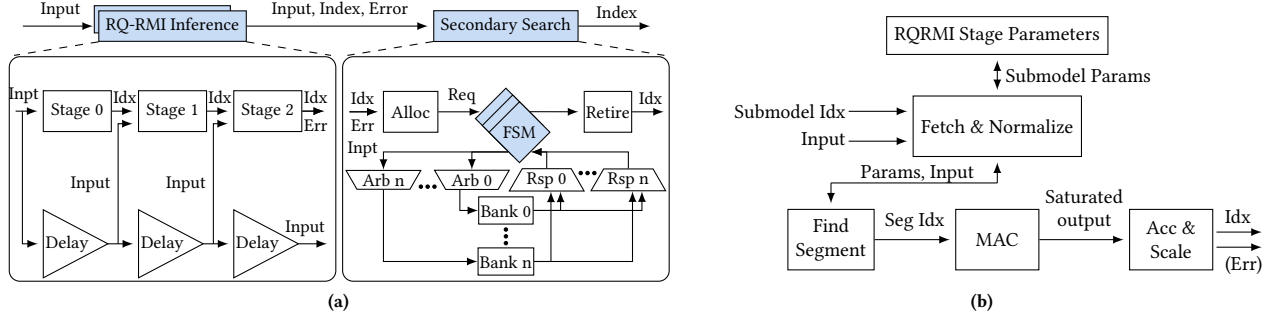 Input
RQ-RMI Inference
Input, Index, Error
Secondary Search
Index
Inpt
Stage 0
Idx
Stage 1
Idx
Stage 2
Idx
Err
Input
Input
Delay
Delay
Delay
Input
Idx
Err
Inpt
Alloc
Req
FSM
Retire
Idx
Arb n
•••
Arb 0
Rsp 0
•••
Rsp n
Bank 0
Bank n
(a)
RQRMI Stage Parameters
Submodel Params
Submodel Idx
Input
Fetch & Normalize
Params, Input
Find
Segment
Seg Idx
MAC
Saturated
output
Acc &
Scale
Idx
(Err)
(b)